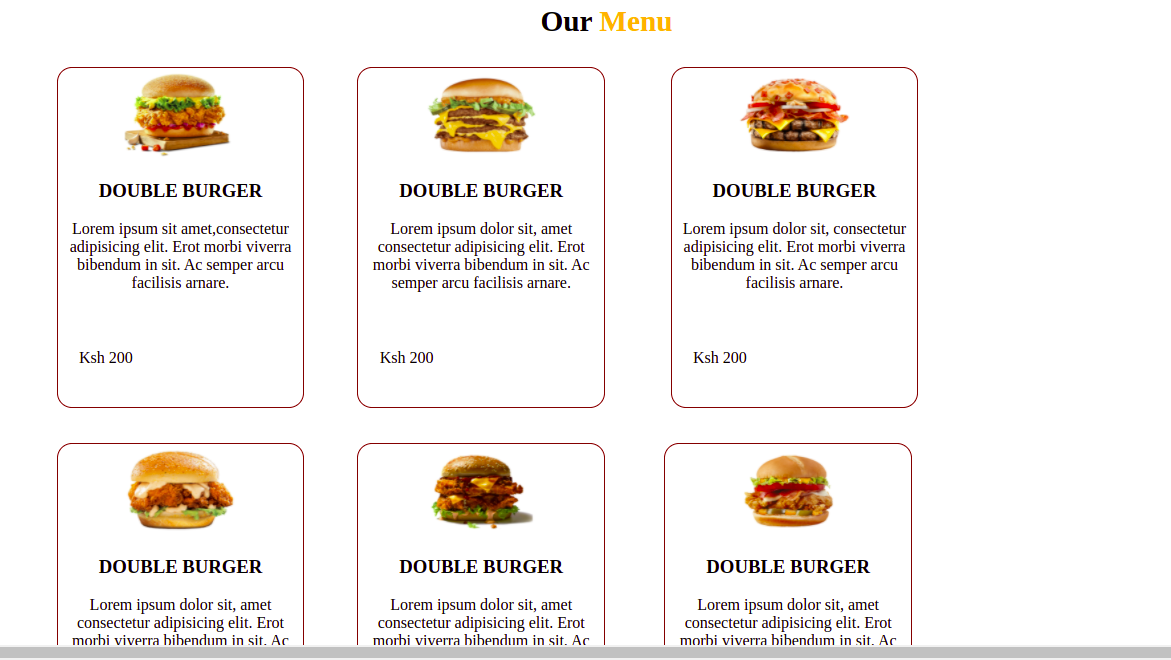 Our Menu
DOUBLE BURGER
Lorem ipsum sit amet,consectetur
adipisicing elit. Erot morbi viverra
bibendum in sit. Ac semper arcu
facilisis arnare.
Ksh 200
DOUBLE BURGER
Lorem ipsum dolor sit, amet
consectetur adipisicing elit. Erot
morbi viverra bibendum in sit. Ac
semper arcu facilisis arnare.
Ksh 200
DOUBLE BURGER
Lorem ipsum dolor sit, consectetur
adipisicing elit. Erot morbi viverra
bibendum in sit. Ac semper arcu
facilisis arnare.
Ksh 200
DOUBLE BURGER
Lorem ipsum dolor sit, amet
consectetur adipisicing elit. Erot
morbi viverra bibendum in sit. Ac
DOUBLE BURGER
Lorem ipsum dolor sit, amet
consectetur adipisicing elit. Erot
morbi viverra bibendum in sit. Ac
DOUBLE BURGER
Lorem ipsum dolor sit, amet
consectetur adipisicing elit. Erot
morbi viverra bibendum in sit. Ac